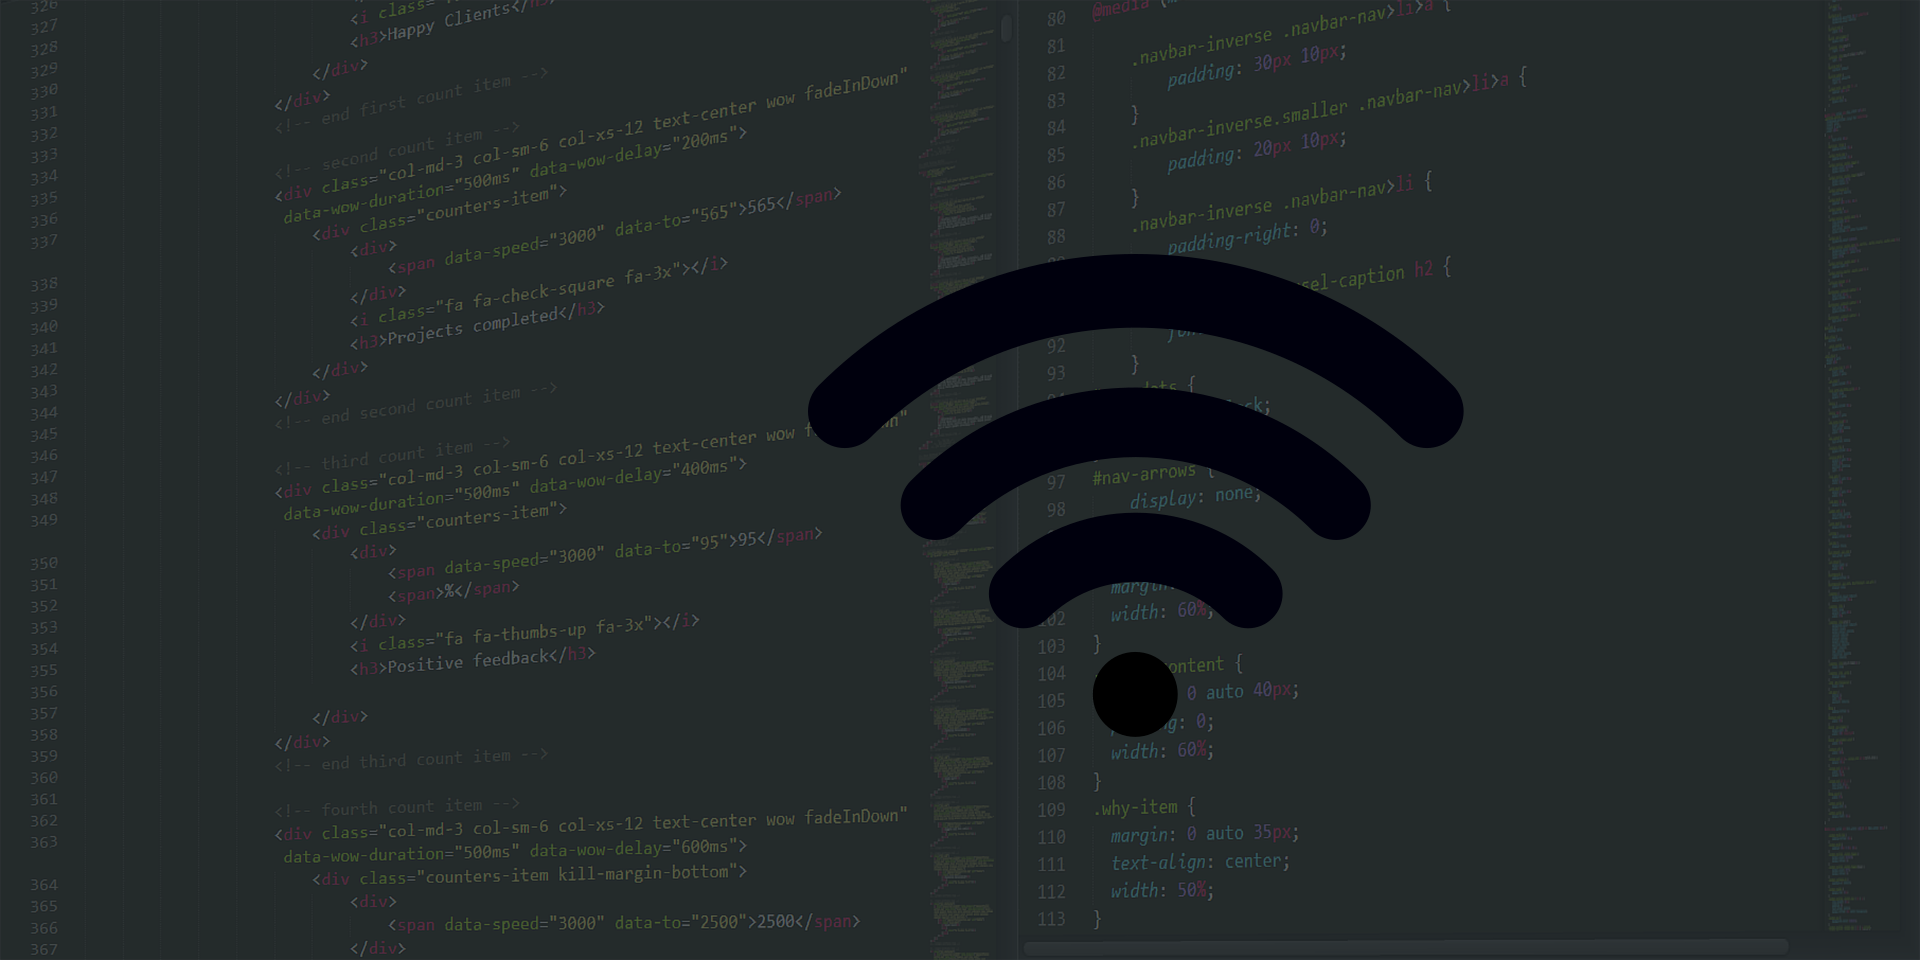 326
327
328
329
330
331
332
333
334
335
336
337
338
339
340
341
342
343
344
345
346
347
348
349
350
351
352
353
354
355
356
357
358
359
360
361
362
363
364
365
366
367
<i class=
<h3>Happy Clients</h3>
</div>
</div>
<!-- end first count item -->
<!-- second count item -->
<div class="col-md-3 col-sm-6 col-xs-12 text-center wow fadeInDown"
data-wow-duration="500ms" data-wow-delay="200ms">
<div class="counters-item">
<div>
<span data-speed="3000" data-to="565">565</span>
</div>
<i class="fa fa-check-square fa-3x"></i>
<h3>Projects completed</h3>
</div>
</div>
<!-- end second count item -->
<!-- third count item -->
<div class="col-md-3 col-sm-6 col-xs-12 text-center wow
data-wow-duration="500ms" data-wow-delay="400ms">
<div class="counters-item">
<div>
<span data-speed="3000" data-to="95">95</span>
<span>%</span>
</div>
<i class="fa fa-thumbs-up fa-3x"></i>
<h3>Positive feedback</h3>
</div>
</div>
<!-- end third count item -->
<!-- fourth count item -->
<div class="col-md-3 col-sm-6 col-xs-12 text-center wow fadeInDown"
data-wow-duration="500ms" data-wow-delay="600ms">
<div class="counters-item kill-margin-bottom">
<div>
<span data-speed="3000" data-to="2500">2500</span>
</div>
80 @media
81 .navbar-inverse .navbar-nav>li>a {
82 padding: 30px 10px;
83 }
84 .navbar-inverse.smaller .navbar-nav>li>a {
85 padding: 20px 10px;
86 }
87 .navbar-inverse .navbar-nav>li {
88 padding-right: 0;
sel-caption h2 {
92
93 }
{
97 #nav-arrows {
98 display: none;
margin:
102 width: 60%;
103 }
104 content {
105 0 auto 40px;
106 0;
107 width: 60%;
108 }
109 .why-item {
110 margin: 0 auto 35px;
111 text-align: center;
112 width: 50%;
113 }